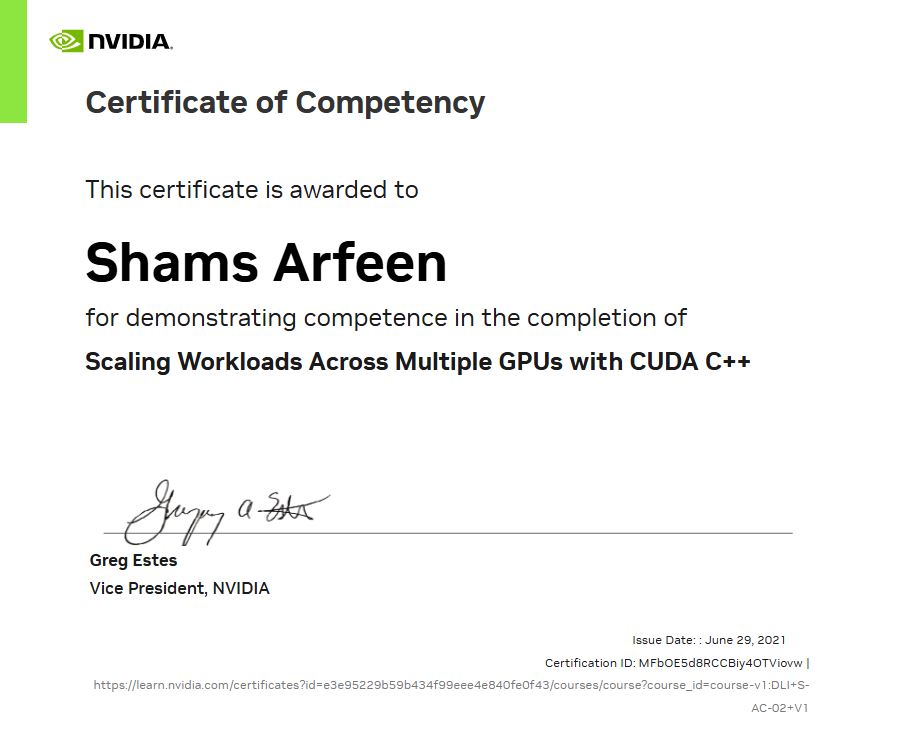 NVIDIA.
Certificate of Competency
This certificate is awarded to
Shams Arfeen
for demonstrating competence in the completion of
Scaling Workloads Across Multiple GPUs with CUDA C++
Gregory A Estes
Greg Estes
Vice President, NVIDIA
Issue Date: : June 29, 2021
Certification ID: MFbOE5d8RCCBiy4OTViovw |
https://learn.nvidia.com/certificates?id=e3e95229b59b434f99eee4e840fe0f43/courses/course?course_id=course-v1:DLI+S-
AC-02+V1